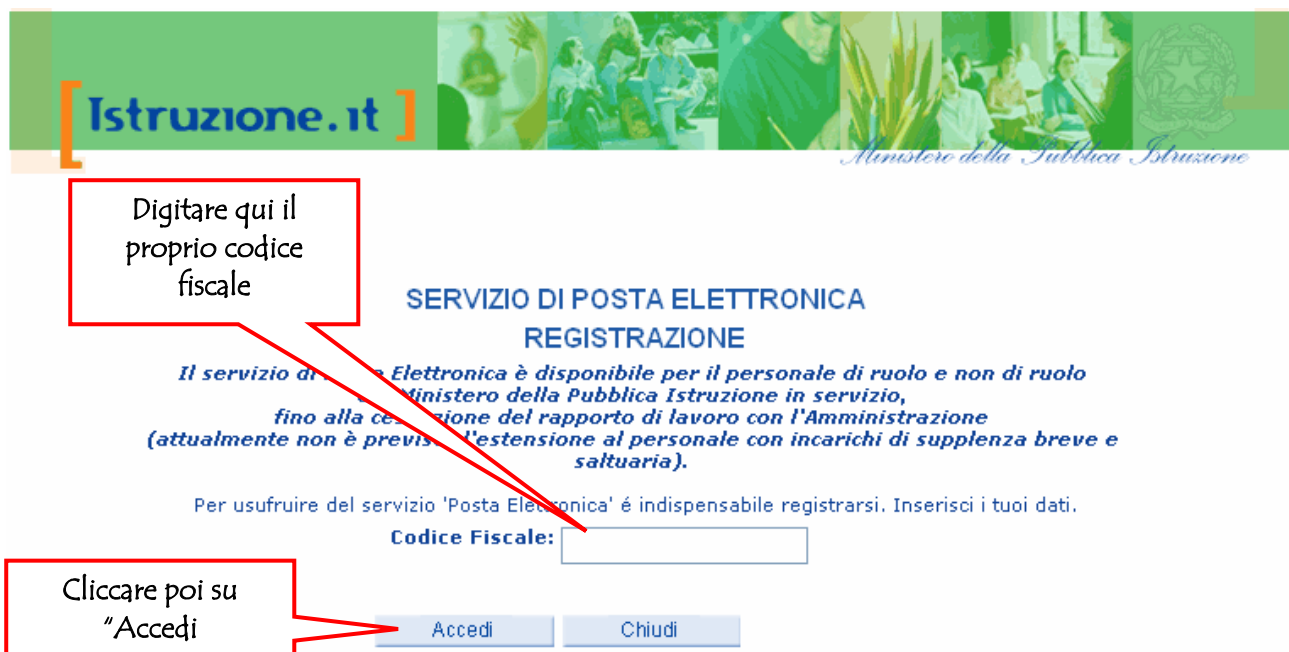 [ Istruzione.it ]
Ministero della Pubblica Istruzione
Digitare qui il
proprio codice
fiscale
SERVIZIO DI POSTA ELETTRONICA
REGISTRAZIONE
Il servizio di Elettronica è disponibile per il personale di ruolo e non di ruolo
Ministero della Pubblica Istruzione in servizio,
fino alla cessazione del rapporto di lavoro con l'Amministrazione
(attualmente non è prevista l'estensione al personale con incarichi di supplenza breve e
saltuaria).
Per usufruire del servizio 'Posta Elettronica' é indispensabile registrarsi. Inserisci i tuoi dati.
Codice Fiscale:
Cliccare poi su
"Accedi
Accedi
Chiudi